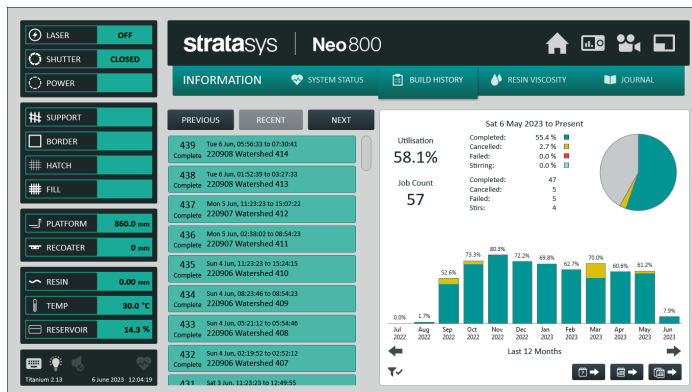 LASER OFF
SHUTTER CLOSED
POWER
SUPPORT
BORDER
HATCH
FILL
PLATFORM 860.0 mm
RECOATER 0 mm
RESIN 0.00 mm
TEMP 30.0 °C
RESERVOIR 14.3 %
Titanium 2.13 6 June 2023 12:04:19
stratasys | Neo800
INFORMATION SYSTEM STATUS BUILD HISTORY RESIN VISCOSITY JOURNAL
PREVIOUS RECENT NEXT
439 Tue 6 Jun, 05:56:33 to 07:30:41
Complete 220908 Watershed 414
438 Tue 6 Jun, 01:52:39 to 03:27:33
Complete 220908 Watershed 413
437 Mon 5 Jun, 11:23:23 to 15:07:22
Complete 220907 Watershed 412
436 Mon 5 Jun, 02:38:02 to 08:54:23
Complete 220907 Watershed 411
435 Sun 4 Jun, 11:23:23 to 15:24:15
Complete 220906 Watershed 410
434 Sun 4 Jun, 08:23:46 to 08:54:23
Complete 220906 Watershed 409
433 Sun 4 Jun, 05:21:12 to 05:54:46
Complete 220906 Watershed 408
432 Sun 4 Jun, 02:19:52 to 02:52:12
Complete 220906 Watershed 407
431 Sat 3 Jun, 11:23:23 to 12:49:55
Sat 6 May 2023 to Present
Utilisation
58.1%
Completed: 55.4 %
Cancelled: 2.7 %
Failed: 0.0 %
Stirring: 0.0 %
Job Count
57
Completed: 47
Cancelled: 5
Failed: 5
Stirs: 4
0.0% 1.7% 52.6% 73.3% 80.3% 72.2% 69.8% 62.7% 70.0% 60.6% 61.2% 7.9%
Jul Aug Sep Oct Nov Dec Jan Feb Mar Apr May Jun
2022 2022 2022 2022 2022 2022 2023 2023 2023 2023 2023 2023
Last 12 Months